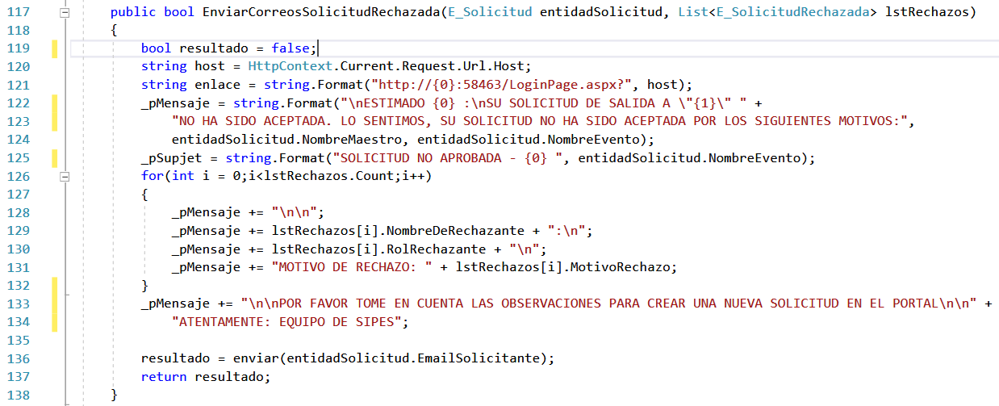 117 public bool EnviarCorreosSolicitudRechazada(E_Solicitud entidadSolicitud, List<E_SolicitudRechazada> lstRechazos)
118 {
119 bool resultado = false;
120 string host = HttpContext.Current.Request.Url.Host;
121 string enlace = string.Format("http://{0}:58463/LoginPage.aspx?", host);
122 _pMensaje = string.Format("\nESTIMADO {0} :\nSU SOLICITUD DE SALIDA A \"{1}\" " +
123 "NO HA SIDO ACEPTADA. LO SENTIMOS, SU SOLICITUD NO HA SIDO ACEPTADA POR LOS SIGUIENTES MOTIVOS:",
124 entidadSolicitud.NombreMaestro, entidadSolicitud.NombreEvento);
125 _pSupjet = string.Format("SOLICITUD NO APROBADA - {0} ", entidadSolicitud.NombreEvento);
126 for(int i = 0;i<lstRechazos.Count;i++)
127 {
128 _pMensaje += "\n\n";
129 _pMensaje += lstRechazos[i].NombreDeRechazante + ":\n";
130 _pMensaje += lstRechazos[i].RolRechazante + "\n";
131 _pMensaje += "MOTIVO DE RECHAZO: " + lstRechazos[i].MotivoRechazo;
132 }
133 _pMensaje += "\n\nPOR FAVOR TOME EN CUENTA LAS OBSERVACIONES PARA CREAR UNA NUEVA SOLICITUD EN EL PORTAL\n\n" +
134 "ATENTAMENTE: EQUIPO DE SIPES";
135
136 resultado = enviar(entidadSolicitud.EmailSolicitante);
137 return resultado;
138 }